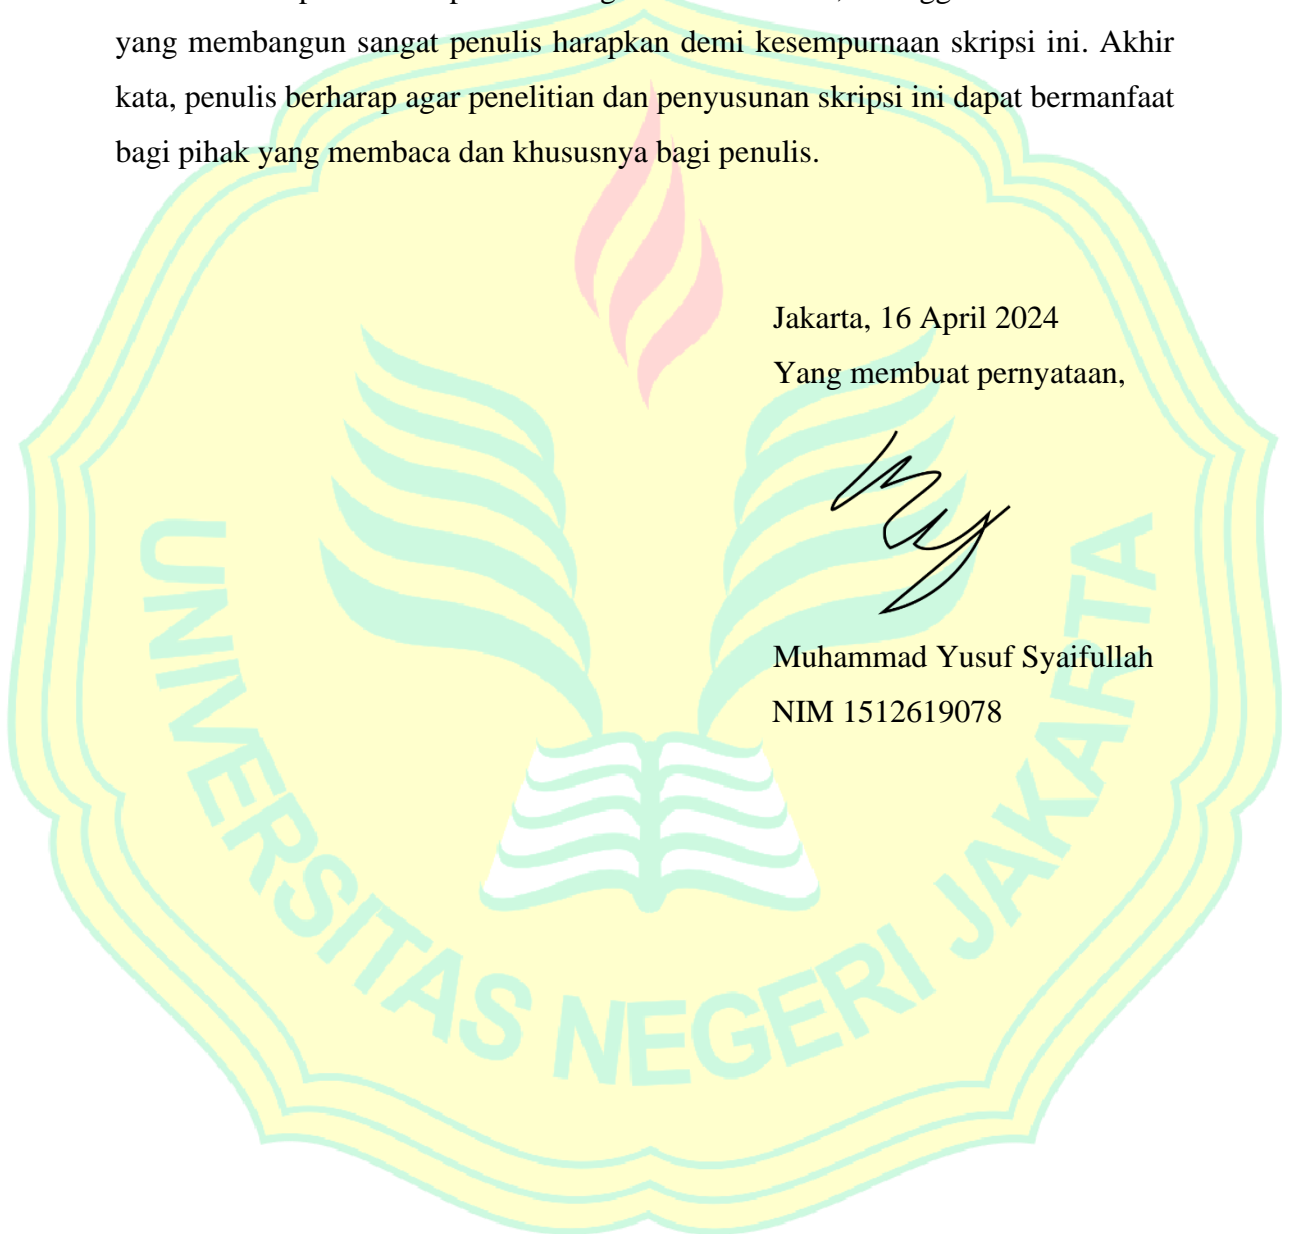 yang membangun sangat penulis harapkan demi kesempurnaan skripsi ini. Akhir
kata, penulis berharap agar penelitian dan penyusunan skripsi ini dapat bermanfaat
bagi pihak yang membaca dan khususnya bagi penulis.
Jakarta, 16 April 2024
Yang membuat pernyataan,
Muhammad Yusuf Syaifullah
NIM 1512619078
UNIVERSITAS NEGERI JAKARTA